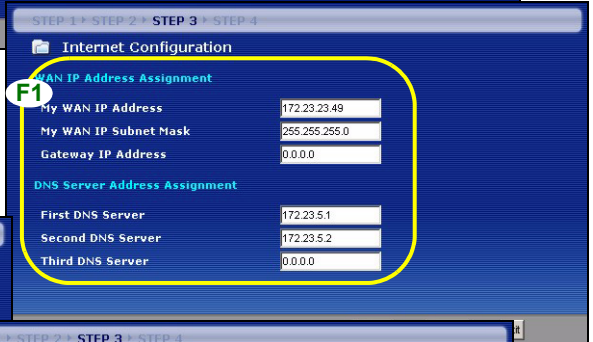 STEP 1 ▸ STEP 2 ▸ STEP 3 ▸ STEP 4
Internet Configuration
WAN IP Address Assignment
F1
My WAN IP Address 172.23.23.49
My WAN IP Subnet Mask 255.255.255.0
Gateway IP Address 0.0.0.0
DNS Server Address Assignment
First DNS Server 172.23.5.1
Second DNS Server 172.23.5.2
Third DNS Server 0.0.0.0
STEP 2 ▸ STEP 3 ▸ STEP 4